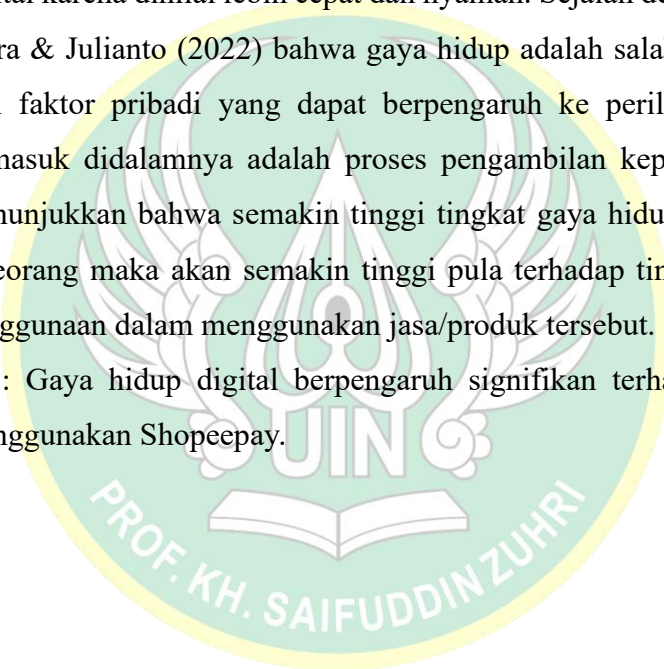 tal karena dinilai lebih cepat dan nyaman. Sejalan de
ra & Julianto (2022) bahwa gaya hidup adalah salal
faktor pribadi yang dapat berpengaruh ke peril
masuk didalamnya adalah proses pengambilan kep
nunjukkan bahwa semakin tinggi tingkat gaya hidu
eorang maka akan semakin tinggi pula terhadap tin
ggunaan dalam menggunakan jasa/produk tersebut.
: Gaya hidup digital berpengaruh signifikan terha
nggunakan Shopeepay.
UIN
PROF. KH. SAIFUDDIN ZUHRI